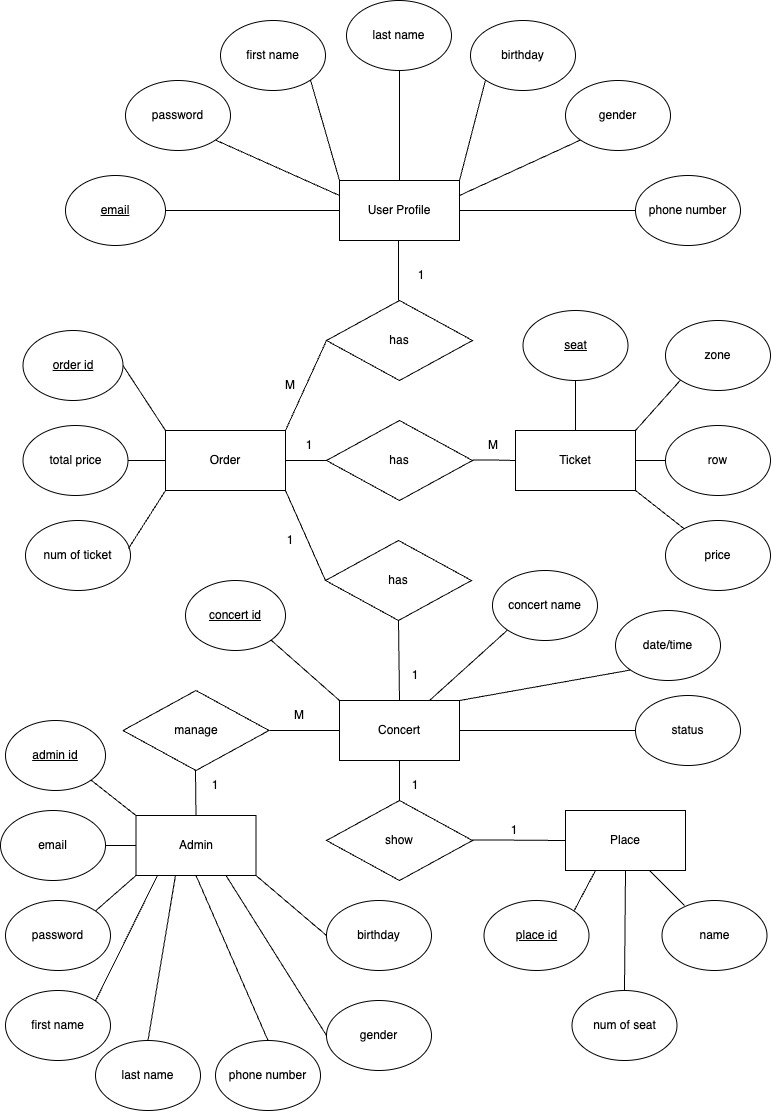 last name
first name
birthday
password
gender
email
User Profile
phone number
1
has
seat
order id
zone
M
1
M
total price
Order
has
Ticket
row
1
num of ticket
price
has
concert name
concert id
date/time
1
M
manage
Concert
status
admin id
1
1
1
email
Admin
show
Place
password
birthday
place id
name
first name
gender
num of seat
last name
phone number